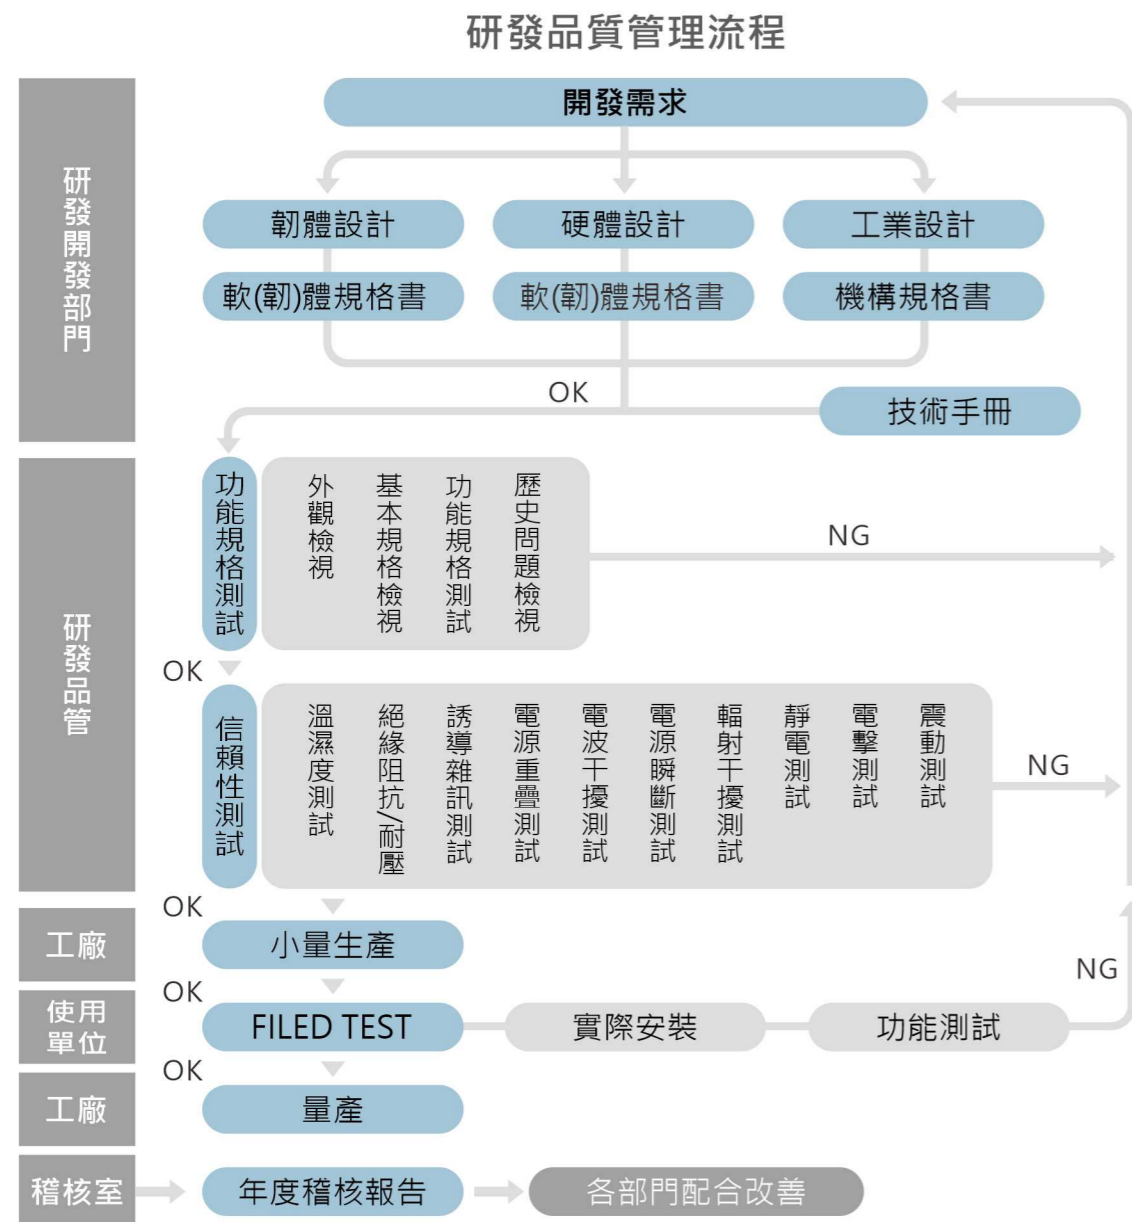 研發品質管理流程
研發開發部門
開發需求
韌體設計
硬體設計
工業設計
軟(韌)體規格書
軟(韌)體規格書
機構規格書
OK
技術手冊
研發品管
功能規格測試
外觀檢視
基本規格檢視
功能規格測試
歷史問題檢視
NG
OK
信賴性測試
溫濕度測試
絕緣阻抗/耐壓
誘導雜訊測試
電源重疊測試
電波干擾測試
電源瞬斷測試
輻射干擾測試
靜電測試
電擊測試
震動測試
NG
OK
工廠
小量生產
NG
OK
使用
單位
FILED TEST
實際安裝
功能測試
OK
工廠
量產
稽核室
年度稽核報告
各部門配合改善